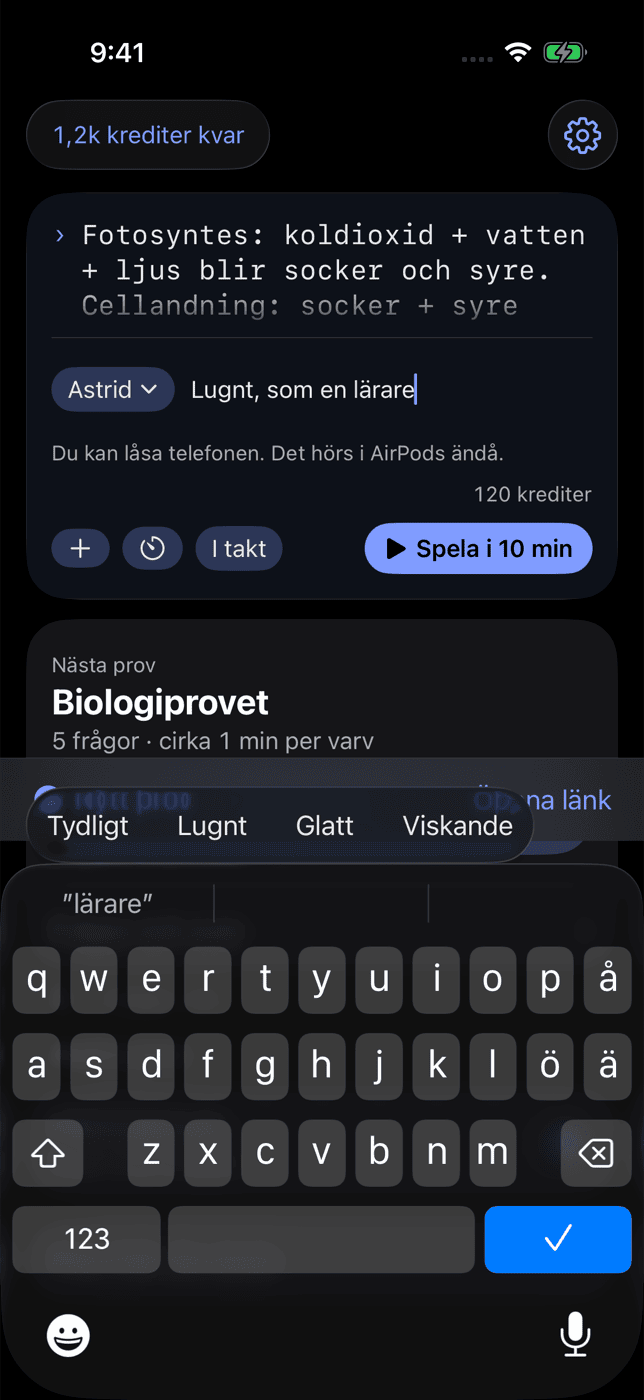 9:41
1,2k krediter kvar
› Fotosyntes: koldioxid + vatten
+ ljus blir socker och syre.
Cellandning: socker + syre
Astrid
Lugnt, som en lärare
Du kan låsa telefonen. Det hörs i AirPods ändå.
120 krediter
I takt
Spela i 10 min
Nästa prov
Biologiprovet
5 frågor · cirka 1 min per varv
na länk
Tydligt Lugnt Glatt Viskande
"lärare"
q w e r t y u i o p å
a s d f g h j k l ö ä
z x c v b n m
123